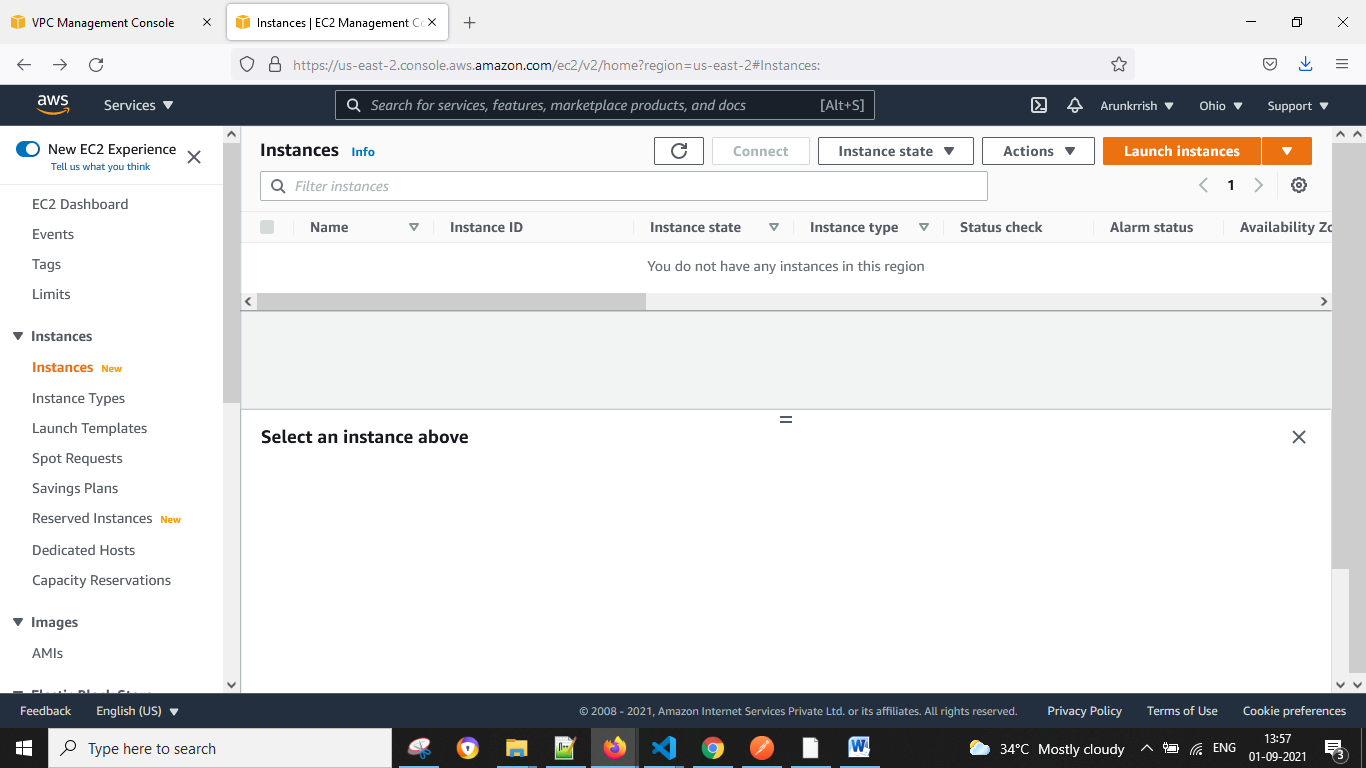 VPC Management Console
Instances | EC2 Management Co
https://us-east-2.console.aws.amazon.com/ec2/v2/home?region=us-east-2#Instances:
aws Services Search for services, features, marketplace products, and docs [Alt+S] Arunkrrish Ohio Support
New EC2 Experience
Tell us what you think
EC2 Dashboard
Events
Tags
Limits
Instances
Instances New
Instance Types
Launch Templates
Spot Requests
Savings Plans
Reserved Instances New
Dedicated Hosts
Capacity Reservations
Images
AMIs
Elastic Block Store
Instances Info Connect Instance state Actions Launch instances
Filter instances 1
Name Instance ID Instance state Instance type Status check Alarm status Availability Zo
You do not have any instances in this region
Select an instance above
Feedback English (US) © 2008 - 2021, Amazon Internet Services Private Ltd. or its affiliates. All rights reserved. Privacy Policy Terms of Use Cookie preferences
Type here to search 34°C Mostly cloudy ENG 13:57
01-09-2021 3